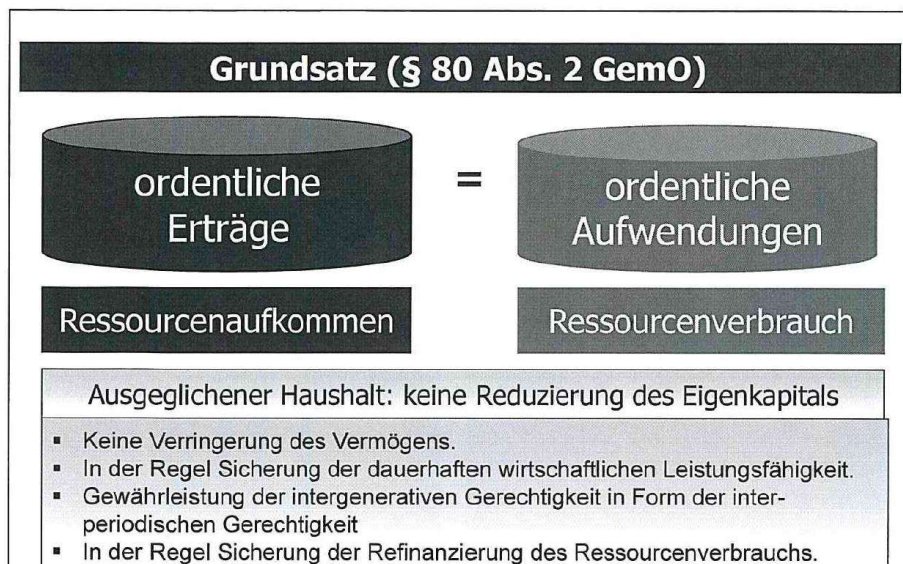 Grundsatz (§ 80 Abs. 2 GemO)
ordentliche
Erträge
=
ordentliche
Aufwendungen
Ressourcenaufkommen
Ressourcenverbrauch
Ausgeglichener Haushalt: keine Reduzierung des Eigenkapitals
▪ Keine Verringerung des Vermögens.
▪ In der Regel Sicherung der dauerhaften wirtschaftlichen Leistungsfähigkeit.
▪ Gewährleistung der intergenerativen Gerechtigkeit in Form der inter-
periodischen Gerechtigkeit
▪ In der Regel Sicherung der Refinanzierung des Ressourcenverbrauchs.